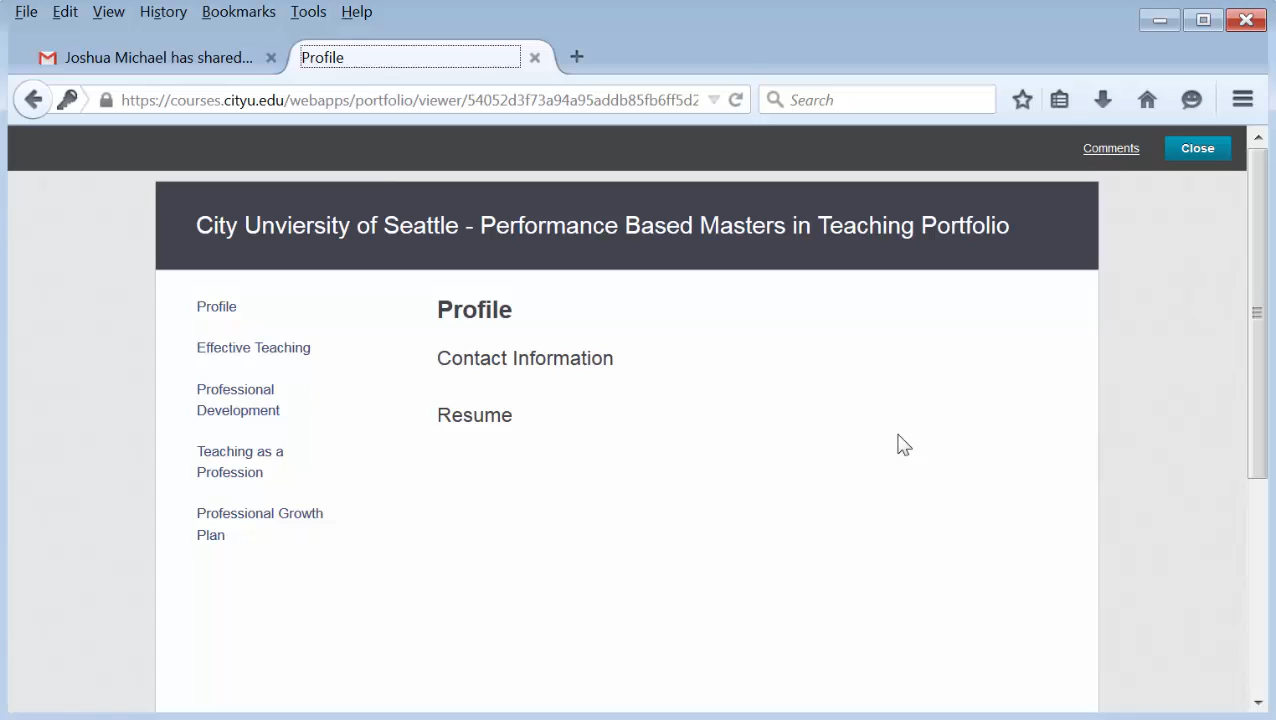 File Edit View History Bookmarks Tools Help
Joshua Michael has shared...
Profile
https://courses.cityu.edu/webapps/portfolio/viewer/54052d3f73a94a95addb85fb6ff5d2
Search
Comments
Close
City Unviersity of Seattle - Performance Based Masters in Teaching Portfolio
Profile
Effective Teaching
Professional
Development
Teaching as a
Profession
Professional Growth
Plan
Profile
Contact Information
Resume